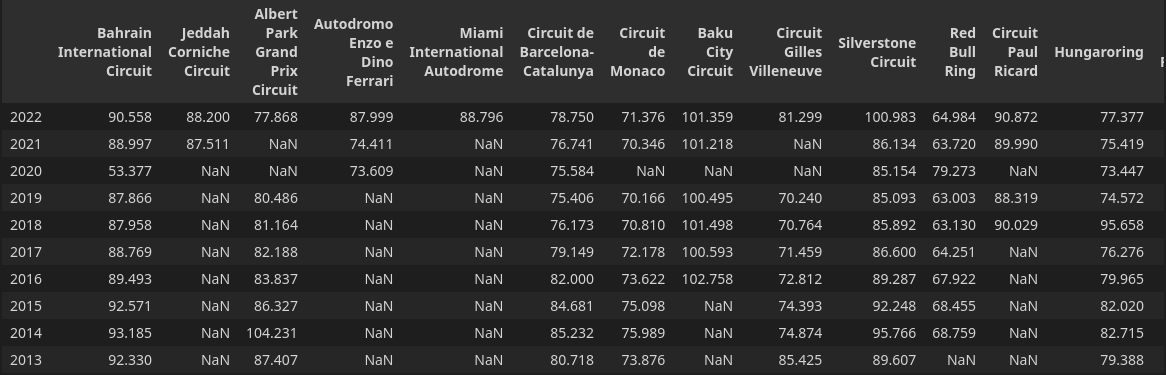 Bahrain International Circuit Jeddah Corniche Circuit Albert Park Grand Prix Circuit Autodromo Enzo e Dino Ferrari Miami International Autodrome Circuit de Barcelona-Catalunya Circuit de Monaco Baku City Circuit Circuit Gilles Villeneuve Silverstone Circuit Red Bull Ring Circuit Paul Ricard Hungaroring
2022 90.558 88.200 77.868 87.999 88.796 78.750 71.376 101.359 81.299 100.983 64.984 90.872 77.377
2021 88.997 87.511 NaN 74.411 NaN 76.741 70.346 101.218 NaN 86.134 63.720 89.990 75.419
2020 53.377 NaN NaN 73.609 NaN 75.584 NaN NaN NaN 85.154 79.273 NaN 73.447
2019 87.866 NaN 80.486 NaN NaN 75.406 70.166 100.495 70.240 85.093 63.003 88.319 74.572
2018 87.958 NaN 81.164 NaN NaN 76.173 70.810 101.498 70.764 85.892 63.130 90.029 95.658
2017 88.769 NaN 82.188 NaN NaN 79.149 72.178 100.593 71.459 86.600 64.251 NaN 76.276
2016 89.493 NaN 83.837 NaN NaN 82.000 73.622 102.758 72.812 89.287 67.922 NaN 79.965
2015 92.571 NaN 86.327 NaN NaN 84.681 75.098 NaN 74.393 92.248 68.455 NaN 82.020
2014 93.185 NaN 104.231 NaN NaN 85.232 75.989 NaN 74.874 95.766 68.759 NaN 82.715
2013 92.330 NaN 87.407 NaN NaN 80.718 73.876 NaN 85.425 89.607 NaN NaN 79.388